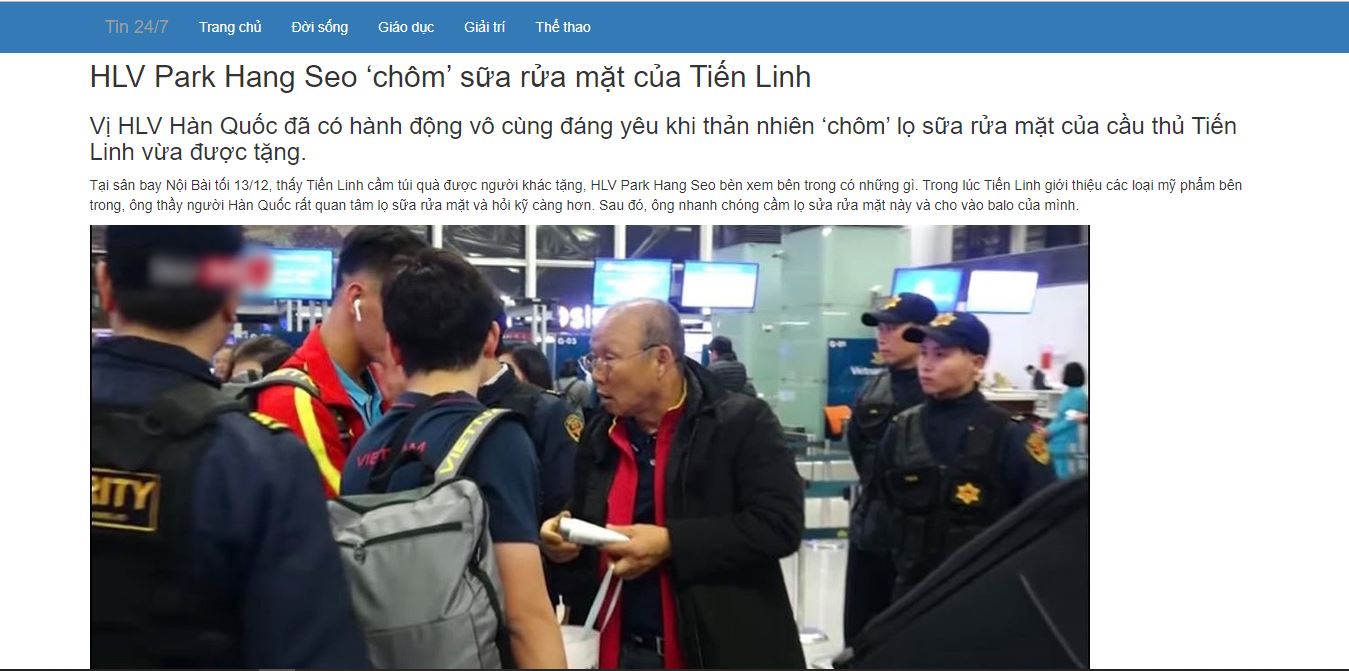 Tin 24/7 Trang chủ Đời sống Giáo dục Giải trí Thể thao
HLV Park Hang Seo ‘chôm’ sữa rửa mặt của Tiến Linh
Vị HLV Hàn Quốc đã có hành động vô cùng đáng yêu khi thản nhiên ‘chôm’ lọ sữa rửa mặt của cầu thủ Tiến
Linh vừa được tặng.
Tại sân bay Nội Bài tối 13/12, thấy Tiến Linh cầm túi quà được người khác tặng, HLV Park Hang Seo bèn xem bên trong có những gì. Trong lúc Tiến Linh giới thiệu các loại mỹ phẩm bên
trong, ông thầy người Hàn Quốc rất quan tâm lọ sữa rửa mặt và hỏi kỹ càng hơn. Sau đó, ông nhanh chóng cầm lọ sửa rửa mặt này và cho vào balo của mình.
G-03
G-01
Vietnam
VIETNAM
VIETN
RITY